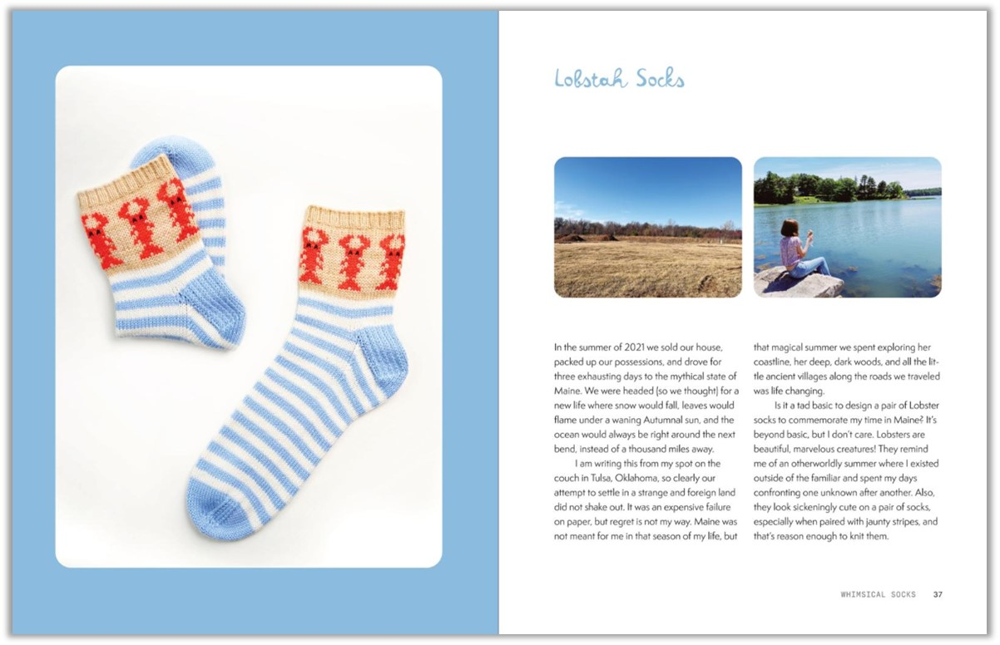 Lobstah Socks
In the summer of 2021 we sold our house,
packed up our possessions, and drove for
three exhausting days to the mythical state of
Maine. We were headed (so we thought) for a
new life where snow would fall, leaves would
flame under a waning Autumnal sun, and the
ocean would always be right around the next
bend, instead of a thousand miles away.
I am writing this from my spot on the
couch in Tulsa, Oklahoma, so clearly our
attempt to settle in a strange and foreign land
did not shake out. It was an expensive failure
on paper, but regret is not my way. Maine was
not meant for me in that season of my life, but
that magical summer we spent exploring her
coastline, her deep, dark woods, and all the lit-
tle ancient villages along the roads we traveled
was life changing.
Is it a tad basic to design a pair of Lobster
socks to commemorate my time in Maine? It's
beyond basic, but I don't care. Lobsters are
beautiful, marvelous creatures! They remind
me of an otherworldly summer where I existed
outside of the familiar and spent my days
confronting one unknown after another. Also,
they look sickeningly cute on a pair of socks,
especially when paired with jaunty stripes, and
that's reason enough to knit them.
WHIMSICAL SOCKS 37